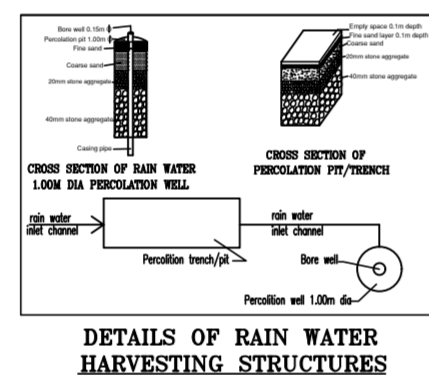 Bore well 0.15m
Percolation pit 1.00m
Fine sand
Coarse sand
20mm stone aggregate
40mm stone aggregate
Casing pipe
CROSS SECTION OF RAIN WATER
1.00M DIA PERCOLATION WELL
Empty space 0.1m depth
Fine sand layer 0.1m depth
Coarse sand
20mm stone aggregate
40mm stone aggregate
CROSS SECTION OF
PERCOLATION PIT/TRENCH
rain water
inlet channel
Percolition trench/pit
rain water
inlet channel
Bore well
Percolition well 1.00m dia
DETAILS OF RAIN WATER
HARVESTING STRUCTURES